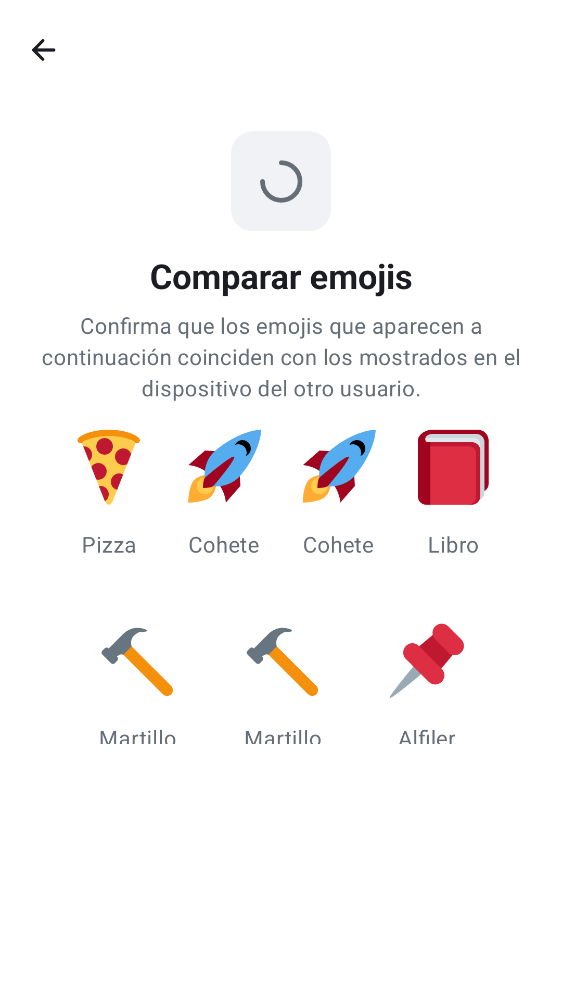 Comparar emojis
Confirma que los emojis que aparecen a
continuación coinciden con los mostrados en el
dispositivo del otro usuario.
Pizza Cohete Cohete Libro
Martillo Martillo Alfiler